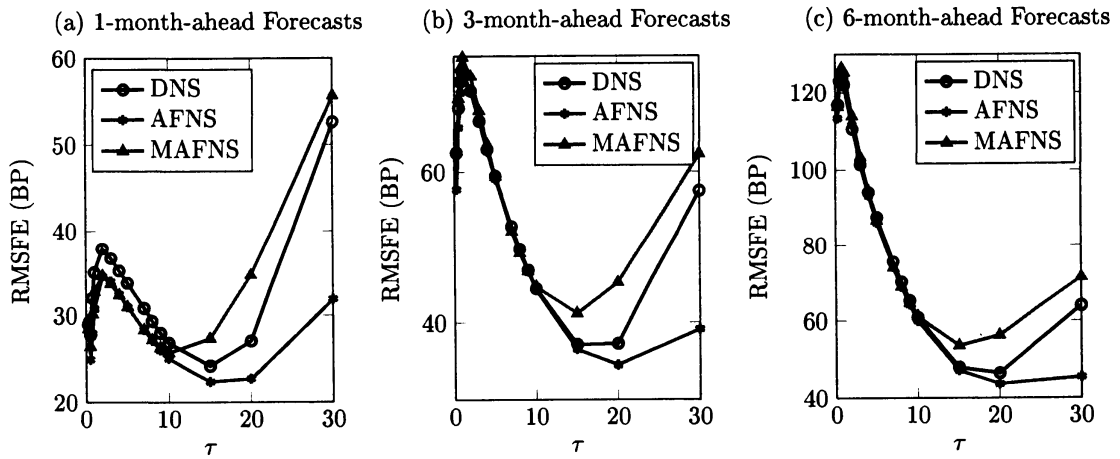 (a) 1-month-ahead Forecasts
60
50
40
30
20
0
10
20
30
RMSFE (BP)
τ
DNS
AFNS
MAFNS
(b) 3-month-ahead Forecasts
60
40
0
10
20
30
RMSFE (BP)
τ
DNS
AFNS
MAFNS
(c) 6-month-ahead Forecasts
120
100
80
60
40
0
10
20
30
RMSFE (BP)
τ
DNS
AFNS
MAFNS